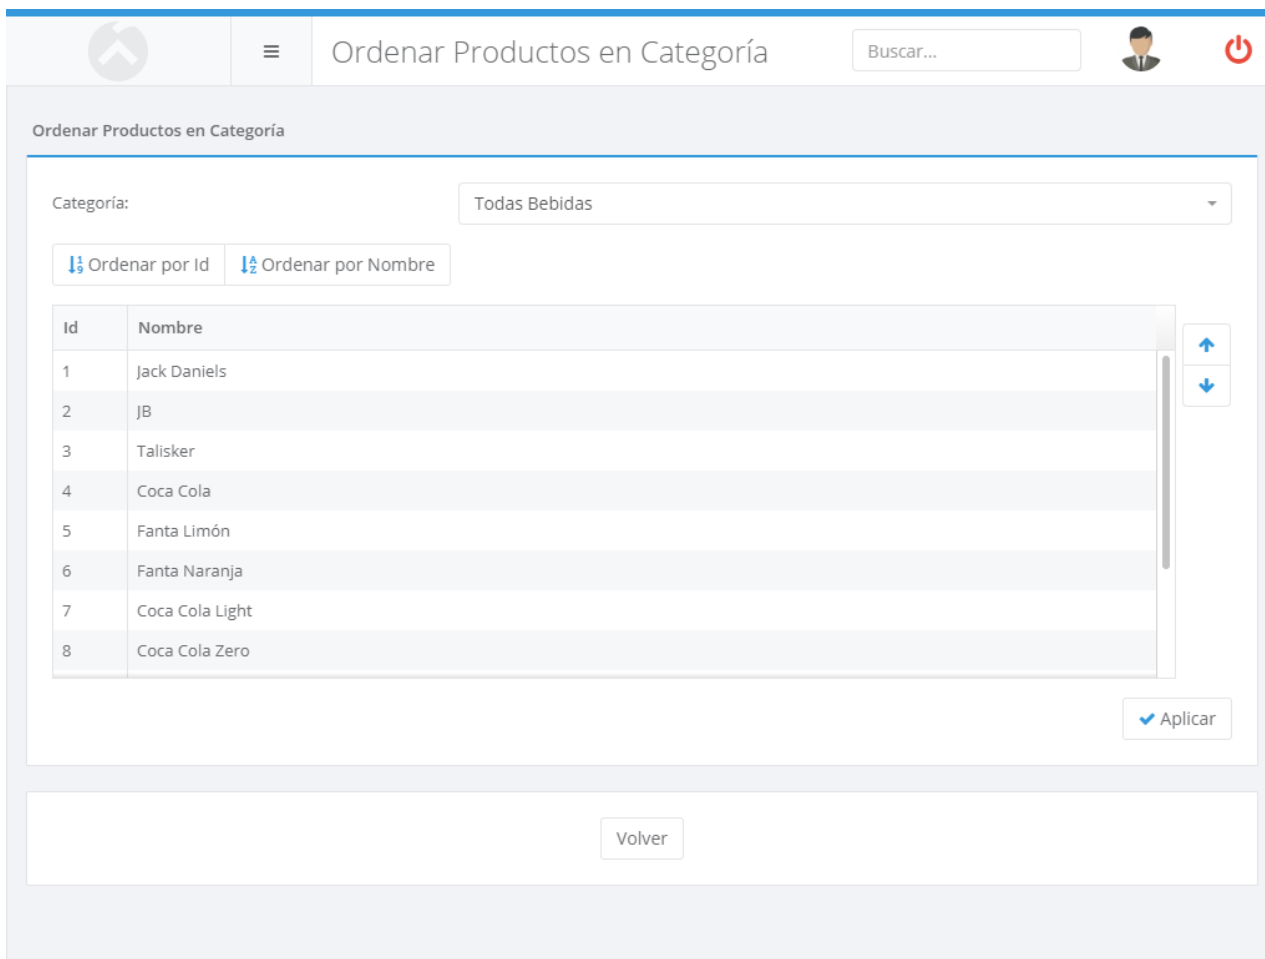 Ordenar Productos en Categoría
Buscar...
Ordenar Productos en Categoría
Categoría:
Todas Bebidas
Ordenar por Id
Ordenar por Nombre
Id Nombre
1 Jack Daniels
2 JB
3 Talisker
4 Coca Cola
5 Fanta Limón
6 Fanta Naranja
7 Coca Cola Light
8 Coca Cola Zero
Aplicar
Volver